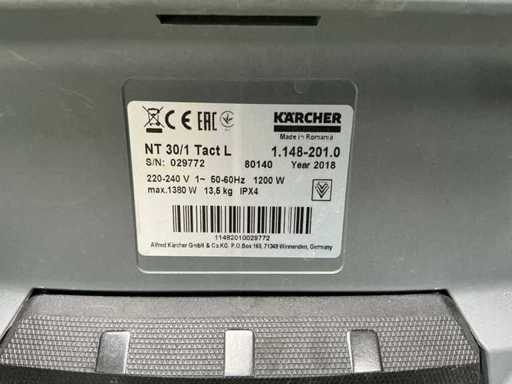 CE EAC
KÄRCHER
Made in Romania
NT 30/1 Tact L 1.148-201.0
S/N: 029772 80140 Year 2018
220-240 V 1~ 50-60Hz 1200 W
max.1380 W 13,5 kg IPX4
11482010029772
Alfred Kärcher GmbH & Co.KG. P.O.Box 160, 71349 Winnenden, Germany